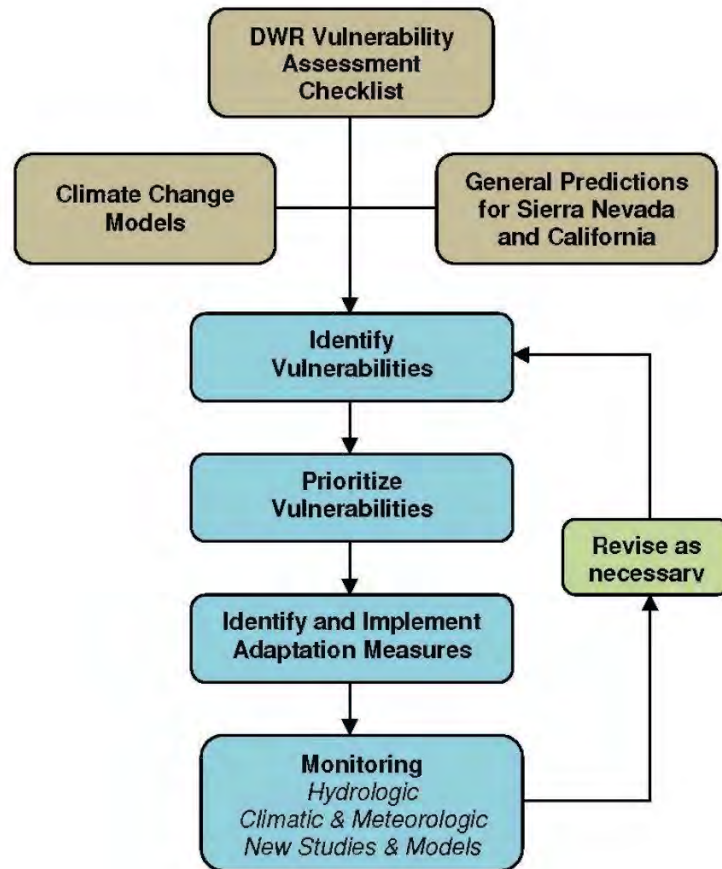 DWR Vulnerability
Assessment
Checklist
Climate Change
Models
General Predictions
for Sierra Nevada
and California
Identify
Vulnerabilities
Prioritize
Vulnerabilities
Revise as
necessary
Identify and Implement
Adaptation Measures
Monitoring
Hydrologic
Climatic & Meteorologic
New Studies & Models